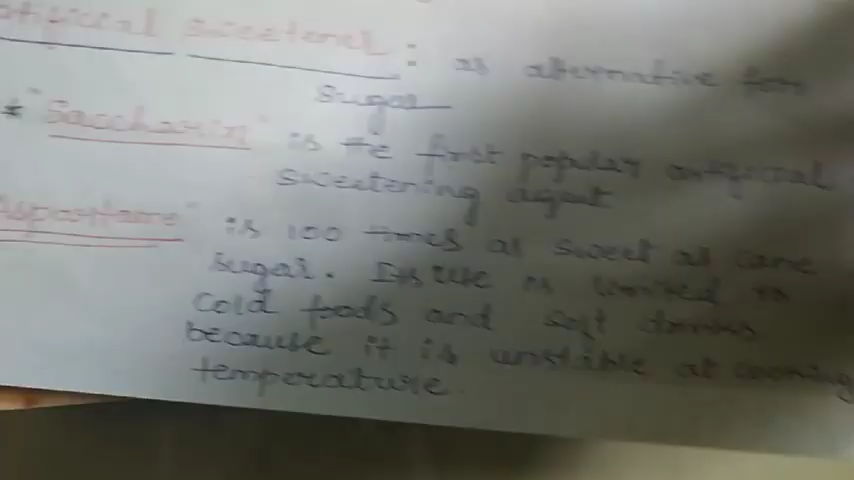 artificial sweetener : as alternative for
sugar
* "Saccharin" is the first popular artificial
sweetening agent
"Aspartame" is 100 times as sweet as cane
sugar. Its use is limited to
cold foods and soft drinks
because it is unstable at cooking
temperature.